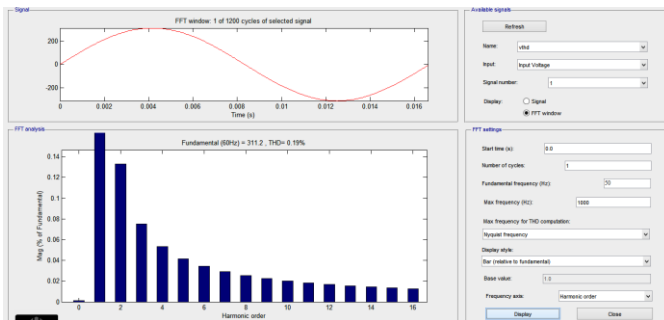 Signal
FFT window: 1 of 1200 cycles of selected signal
200
0
-200
0 0.002 0.004 0.006 0.008 0.01 0.012 0.014 0.016
Time (s)
FFT analysis
Fundamental (60Hz) = 311.2 , THD= 0.19%
0.14
0.12
0.1
0.08
0.06
0.04
0.02
0
Mag (% of Fundamental)
0 2 4 6 8 10 12 14 16
Harmonic order
Available signals
Refresh
Name:
Input: Input Voltage
Signal number: 1
Display: Signal
FFT window
FFT settings
Start time (s): 0.0
Number of cycles: 1
Fundamental frequency (Hz):
Max frequency (Hz): 1000
Max frequency for THD computation:
Nyquist frequency
Display style:
Bar (relative to fundamental)
Base value: 1.0
Frequency axis: Harmonic order
Display Close